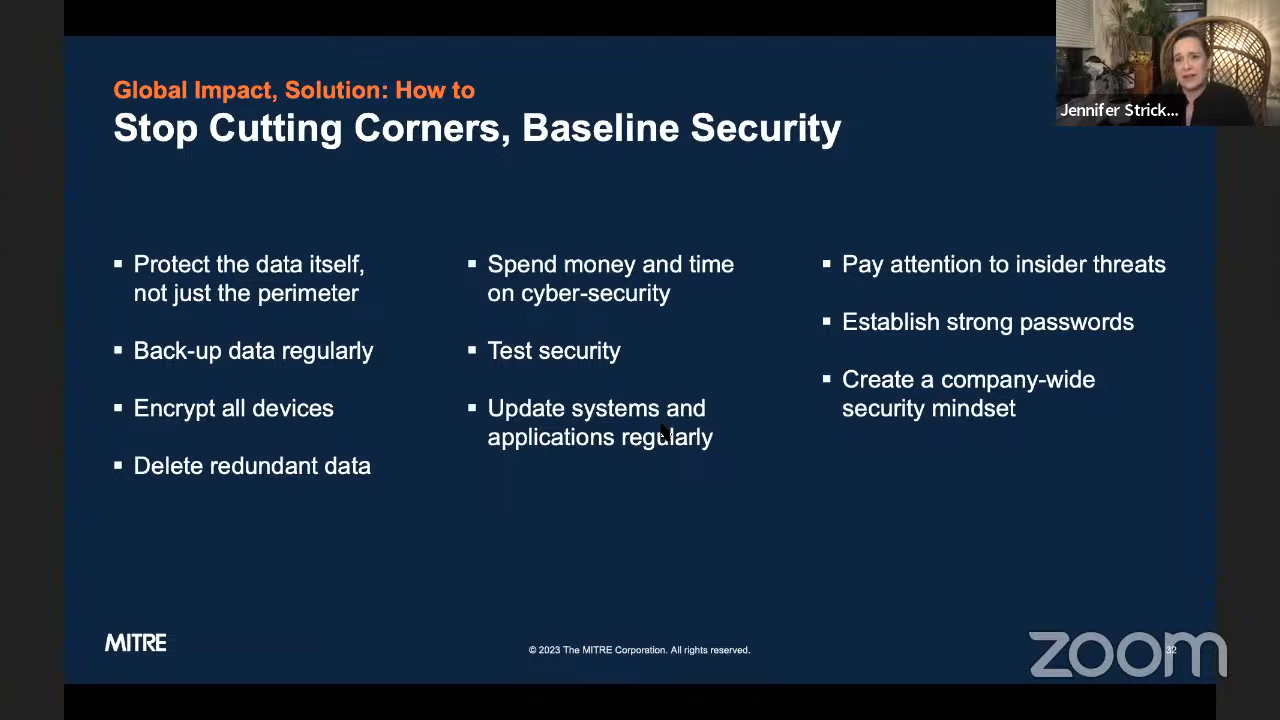 Global Impact, Solution: How to
Stop Cutting Corners, Baseline Security
Jennifer Strick...
▪ Protect the data itself,
not just the perimeter
▪ Back-up data regularly
▪ Encrypt all devices
▪ Delete redundant data
▪ Spend money and time
on cyber-security
▪ Test security
▪ Update systems and
applications regularly
▪ Pay attention to insider threats
▪ Establish strong passwords
▪ Create a company-wide
security mindset
MITRE
© 2023 The MITRE Corporation. All rights reserved.
32
zoom